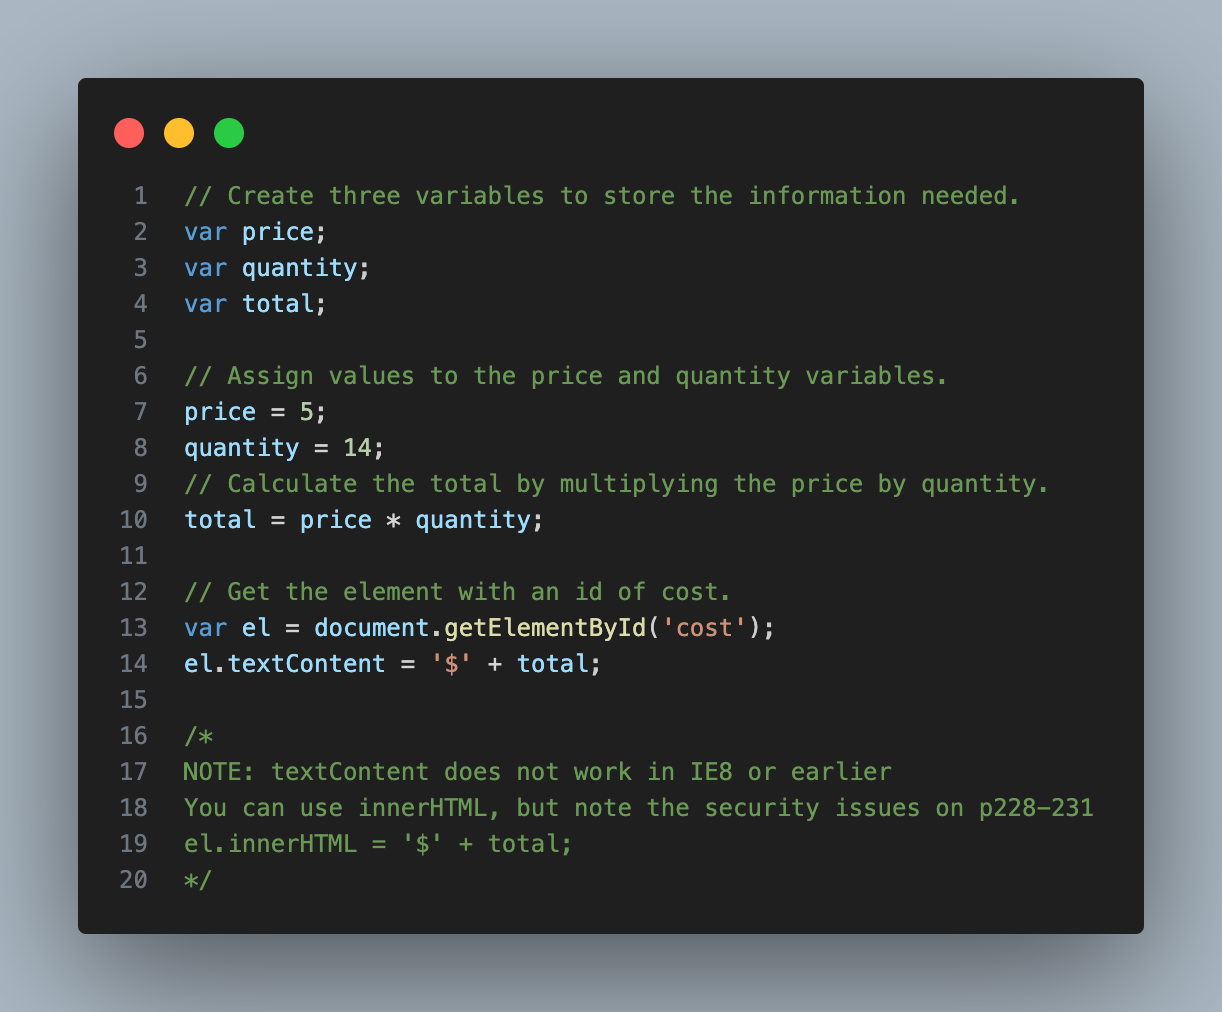 1 // Create three variables to store the information needed.
2 var price;
3 var quantity;
4 var total;
5
6 // Assign values to the price and quantity variables.
7 price = 5;
8 quantity = 14;
9 // Calculate the total by multiplying the price by quantity.
10 total = price * quantity;
11
12 // Get the element with an id of cost.
13 var el = document.getElementById('cost');
14 el.textContent = '$' + total;
15
16 /*
17 NOTE: textContent does not work in IE8 or earlier
18 You can use innerHTML, but note the security issues on p228–231
19 el.innerHTML = '$' + total;
20 */